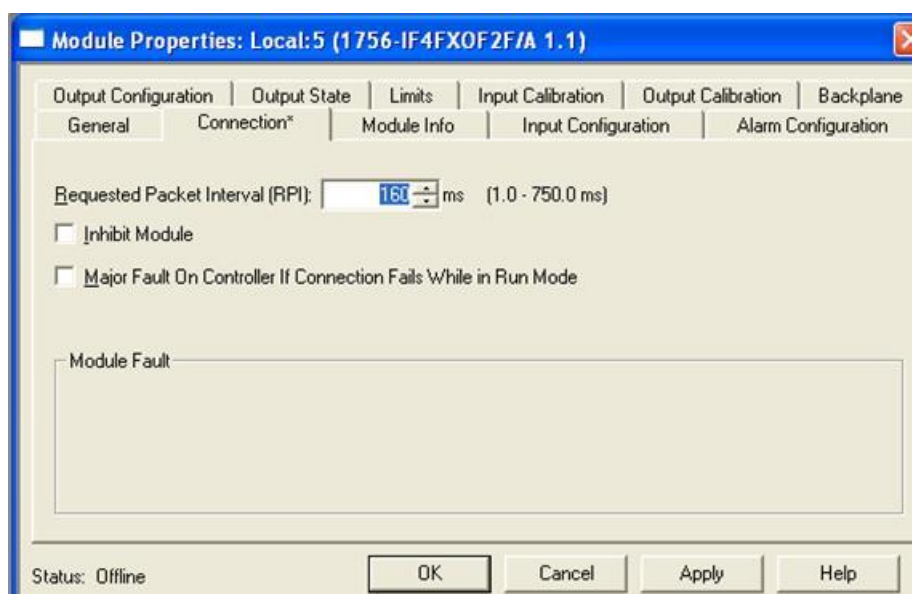 Module Properties: Local:5 (1756-IF4FXOF2F/A 1.1)
Output Configuration Output State Limits Input Calibration Output Calibration Backplane
General Connection* Module Info Input Configuration Alarm Configuration
Requested Packet Interval (RPI): 160 ms (1.0 - 750.0 ms)
Inhibit Module
Major Fault On Controller If Connection Fails While in Run Mode
Module Fault
Status: Offline OK Cancel Apply Help